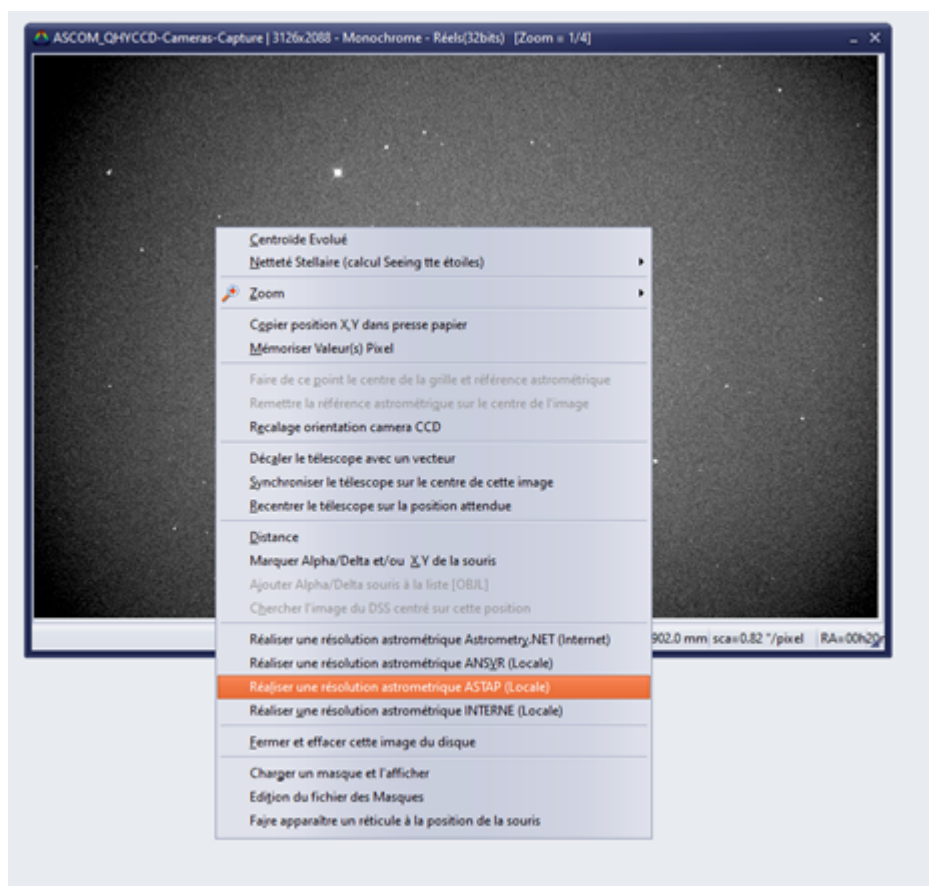 ASCOM_QHYCCD-Cameras-Capture | 3126x2088 - Monochrome - Réels(32bits) [Zoom = 1/4]
Centroïde Evolué
Netteté Stellaire (calcul Seeing tte étoiles)
Zoom
Copier position X,Y dans presse papier
Mémoriser Valeur(s) Pixel
Faire de ce point le centre de la grille et référence astrométrique
Remettre la référence astrométrique sur le centre de l'image
Recalage orientation camera CCD
Décaler le télescope avec un vecteur
Synchroniser le télescope sur le centre de cette image
Recentrer le télescope sur la position attendue
Distance
Marquer Alpha/Delta et/ou X,Y de la souris
Ajouter Alpha/Delta souris à la liste [OBJL]
Chercher l'image du DSS centré sur cette position
Réaliser une résolution astrométrique Astrometry.NET (Internet)
902.0 mm sca=0.82 "/pixel RA=00h20
Réaliser une résolution astrométrique ANSVR (Locale)
Réaliser une résolution astrometrique ASTAP (Locale)
Réaliser une résolution astrométrique INTERNE (Locale)
Fermer et effacer cette image du disque
Charger un masque et l'afficher
Edition du fichier des Masques
Faire apparaître un réticule à la position de la souris